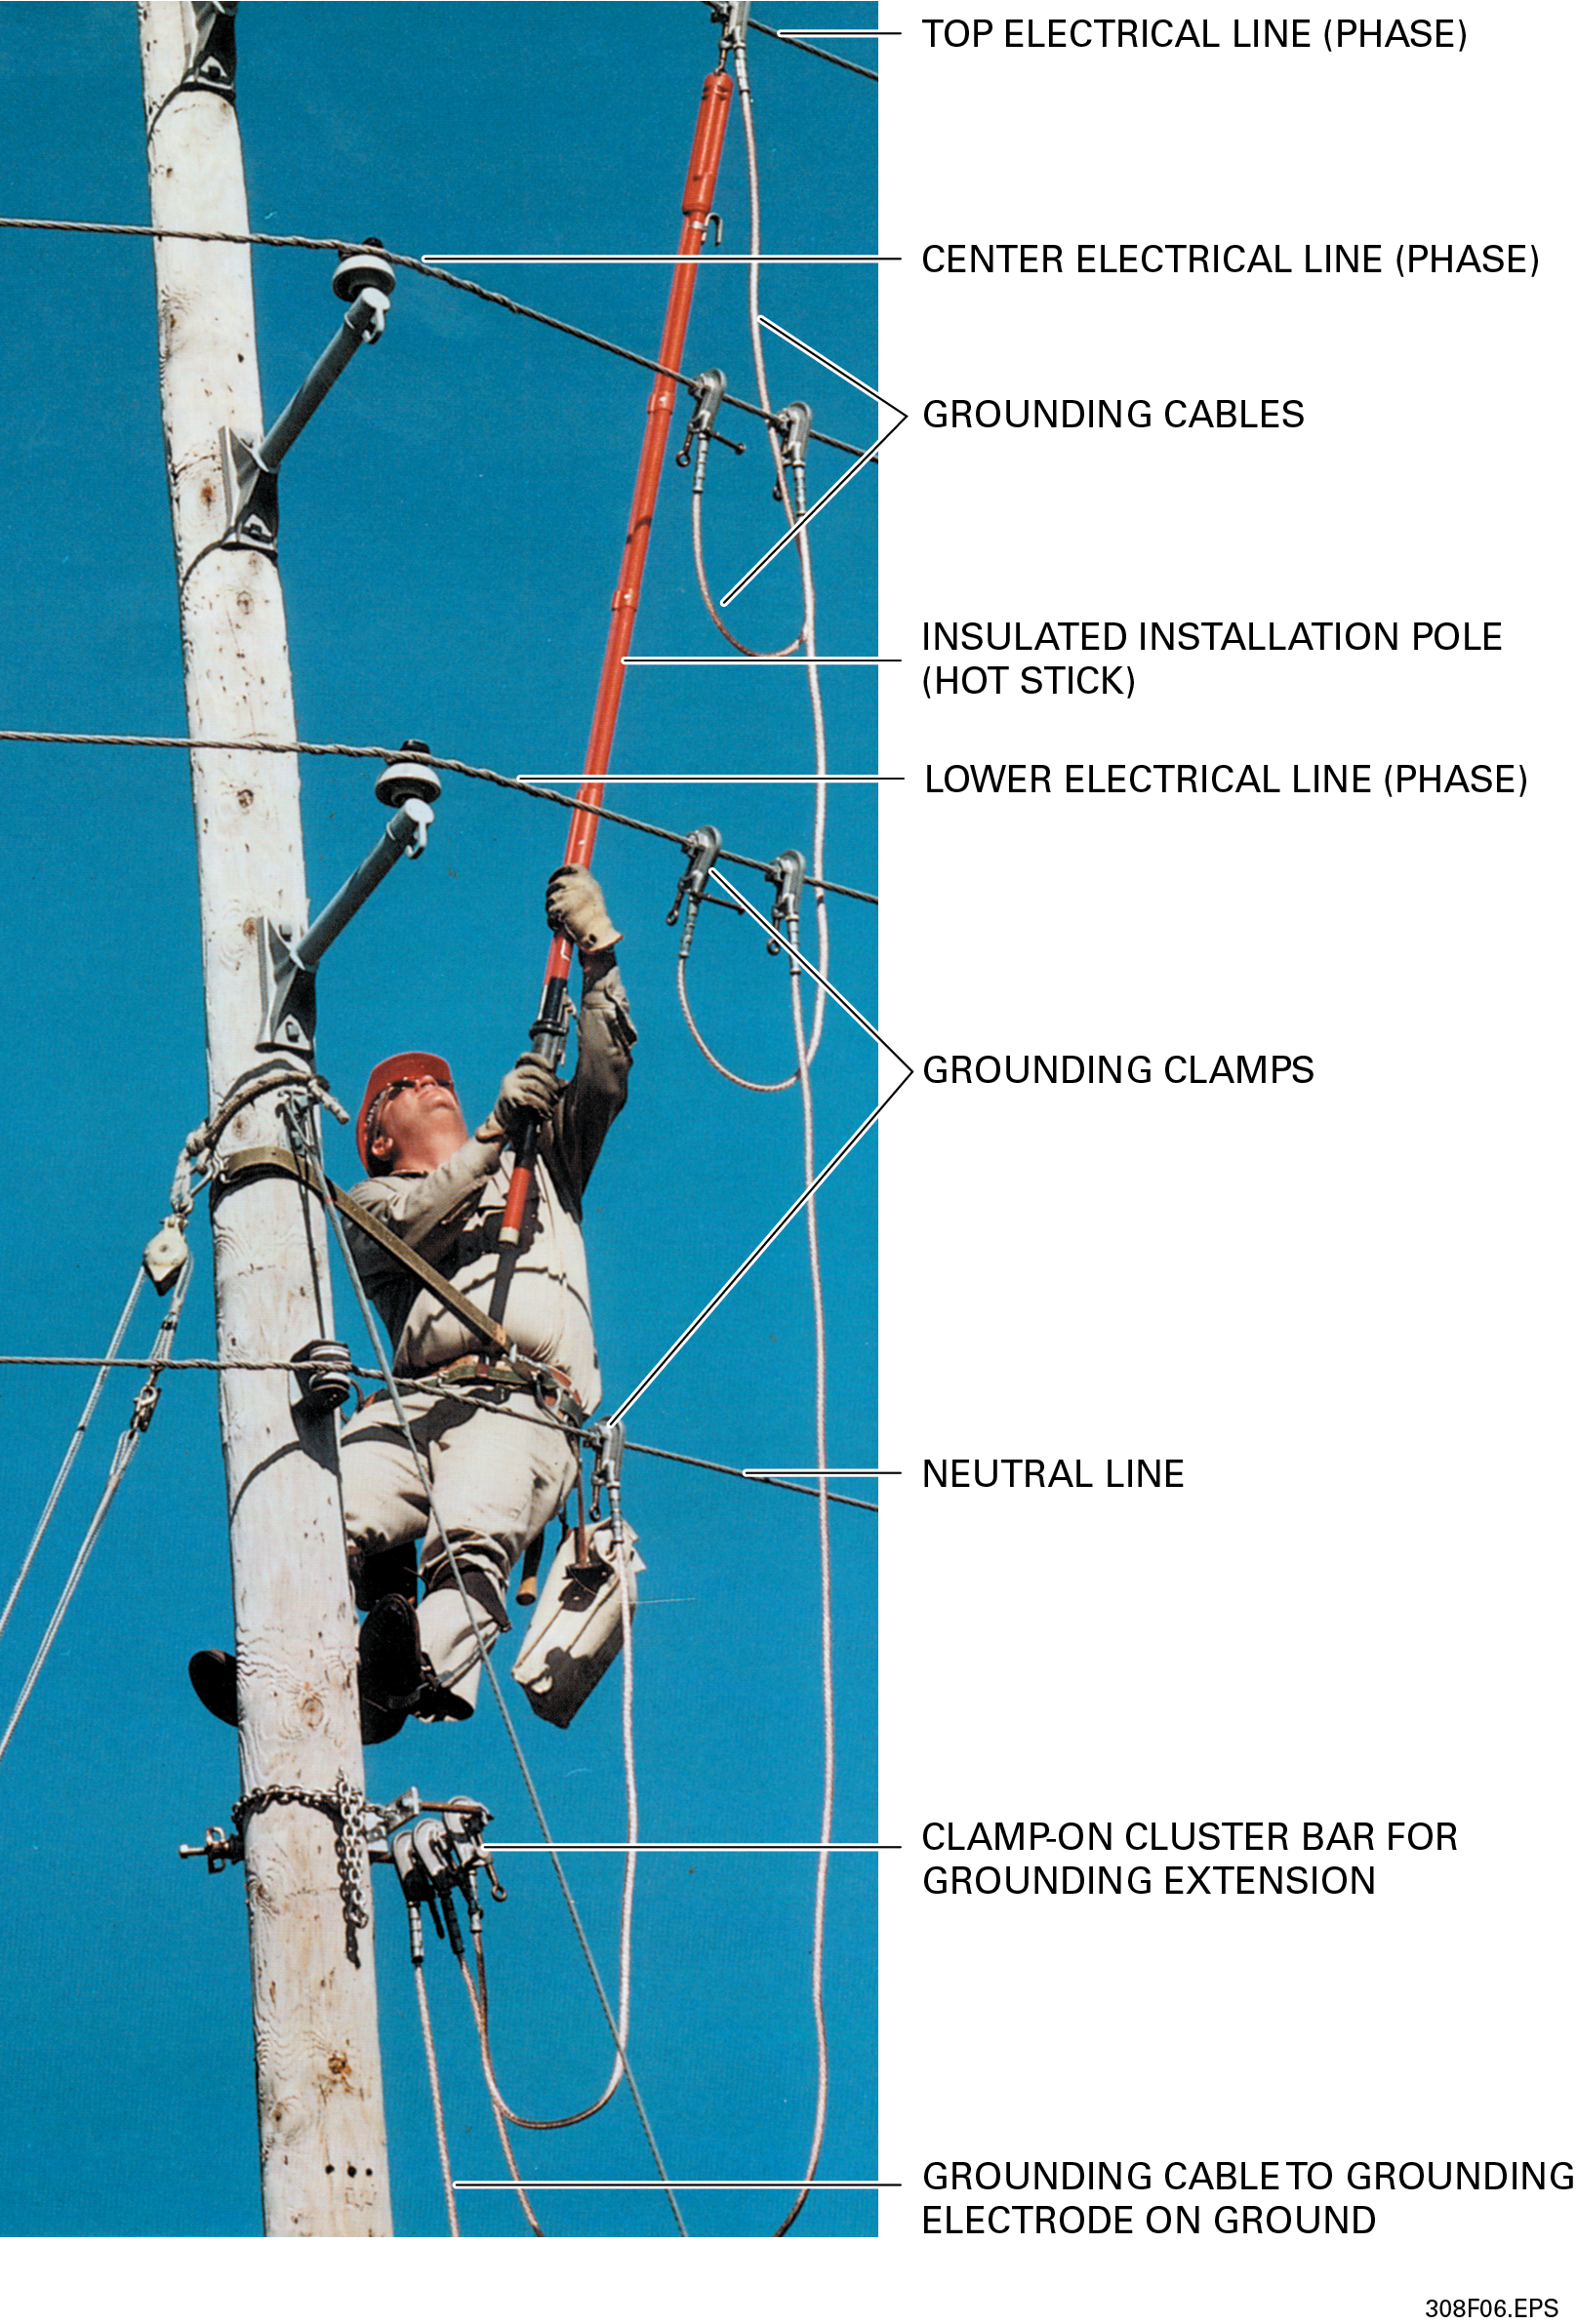 TOP ELECTRICAL LINE (PHASE)
CENTER ELECTRICAL LINE (PHASE)
GROUNDING CABLES
INSULATED INSTALLATION POLE
(HOT STICK)
LOWER ELECTRICAL LINE (PHASE)
GROUNDING CLAMPS
NEUTRAL LINE
CLAMP-ON CLUSTER BAR FOR
GROUNDING EXTENSION
GROUNDING CABLE TO GROUNDING
ELECTRODE ON GROUND
308F06.EPS